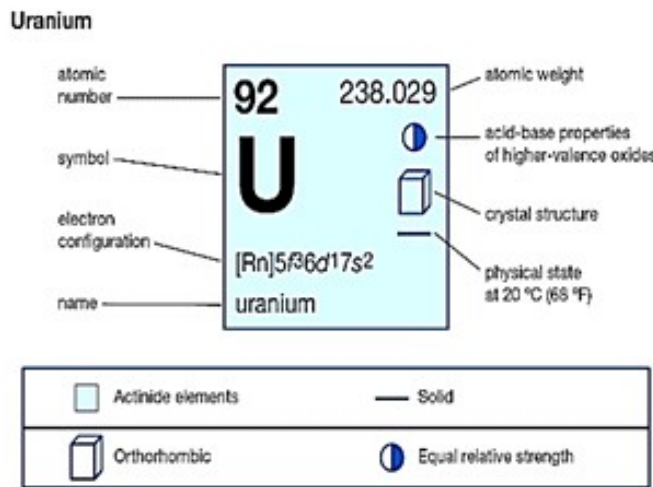 Uranium
atomic
number
92
238.029
atomic weight
acid-base properties
of higher-valence oxides
symbol
U
crystal structure
electron
configuration
[Rn]5f³6d¹7s²
physical state
at 20 °C (68 °F)
name
uranium
Actinide elements
Solid
Orthorhombic
Equal relative strength